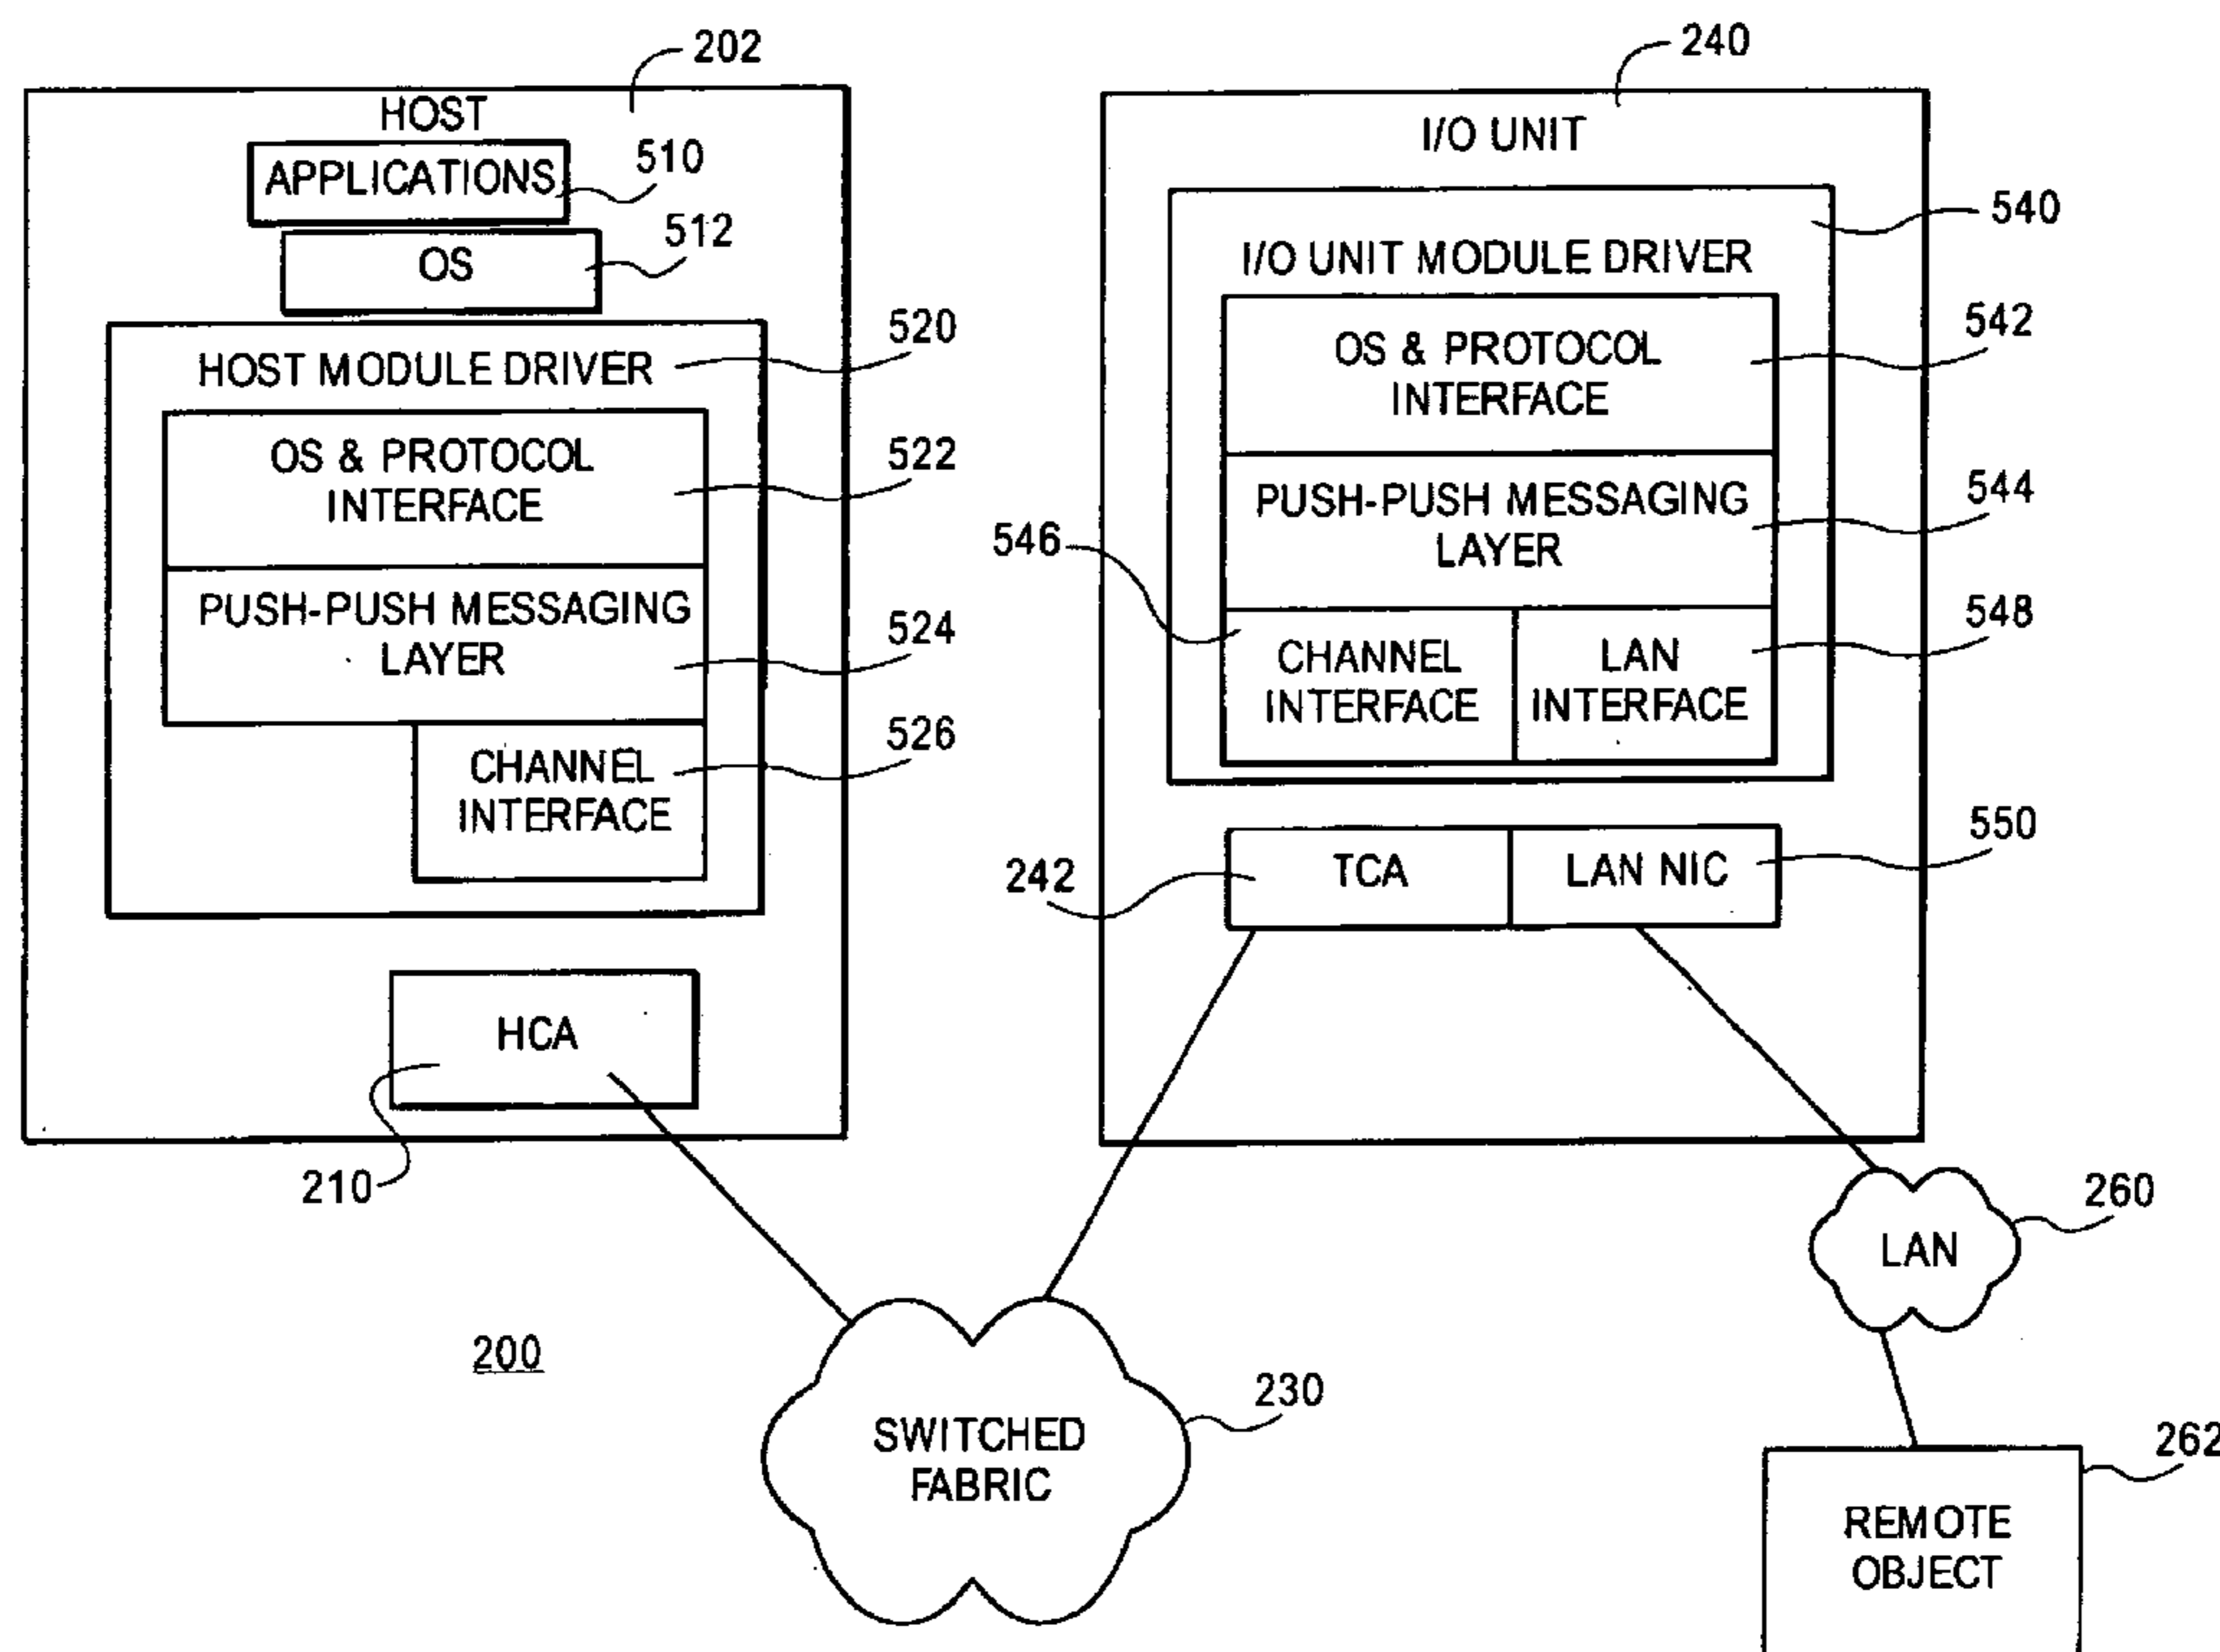 202
HOST
APPLICATIONS
510
OS
512
HOST MODULE DRIVER
520
OS & PROTOCOL
INTERFACE
522
PUSH-PUSH MESSAGING
LAYER
524
CHANNEL
INTERFACE
526
HCA
210
240
I/O UNIT
540
I/O UNIT MODULE DRIVER
OS & PROTOCOL
INTERFACE
542
PUSH-PUSH MESSAGING
LAYER
544
546
CHANNEL
INTERFACE
LAN
INTERFACE
548
242
TCA
LAN NIC
550
200
SWITCHED
FABRIC
230
LAN
260
REMOTE
OBJECT
262